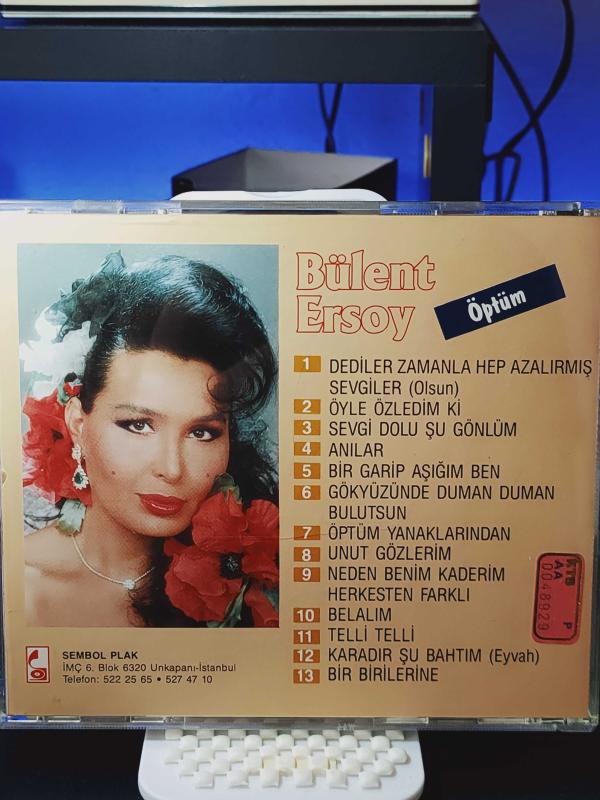 Bülent
Ersoy
Öptüm
1 DEDİLER ZAMANLA HEP AZALIRMIŞ
SEVGİLER (Olsun)
2 ÖYLE ÖZLEDİM Kİ
3 SEVGİ DOLU ŞU GÖNLÜM
4 ANILAR
5 BİR GARİP AŞIĞIM BEN
6 GÖKYÜZÜNDE DUMAN DUMAN
BULUTSUN
7 ÖPTÜM YANAKLARINDAN
8 UNUT GÖZLERİM
9 NEDEN BENİM KADERİM
HERKESTEN FARKLI
10 BELALIM
11 TELLİ TELLİ
12 KARADIR ŞU BAHTIM (Eyvah)
13 BİR BİRİLERİNE
KTB P
AA
0048929
SEMBOL PLAK
İMÇ 6. Blok 6320 Unkapanı-İstanbul
Telefon: 522 25 65 • 527 47 10